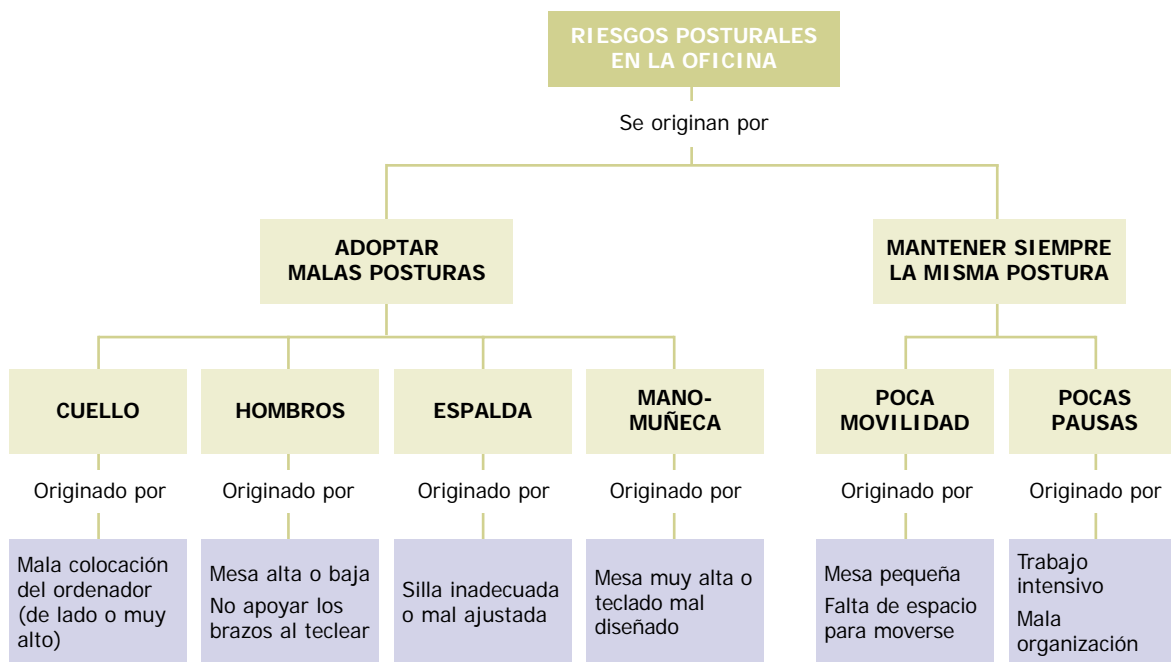 RIESGOS POSTURALES
EN LA OFICINA
Se originan por
ADOPTAR
MALAS POSTURAS
MANTENER SIEMPRE
LA MISMA POSTURA
CUELLO
HOMBROS
ESPALDA
MANO-
MUÑECA
POCA
MOVILIDAD
POCAS
PAUSAS
Originado por
Originado por
Originado por
Originado por
Originado por
Originado por
Mala colocación
del ordenador
(de lado o muy
alto)
Mesa alta o baja
No apoyar los
brazos al teclear
Silla inadecuada
o mal ajustada
Mesa muy alta o
teclado mal
diseñado
Mesa pequeña
Falta de espacio
para moverse
Trabajo
intensivo
Mala
organización